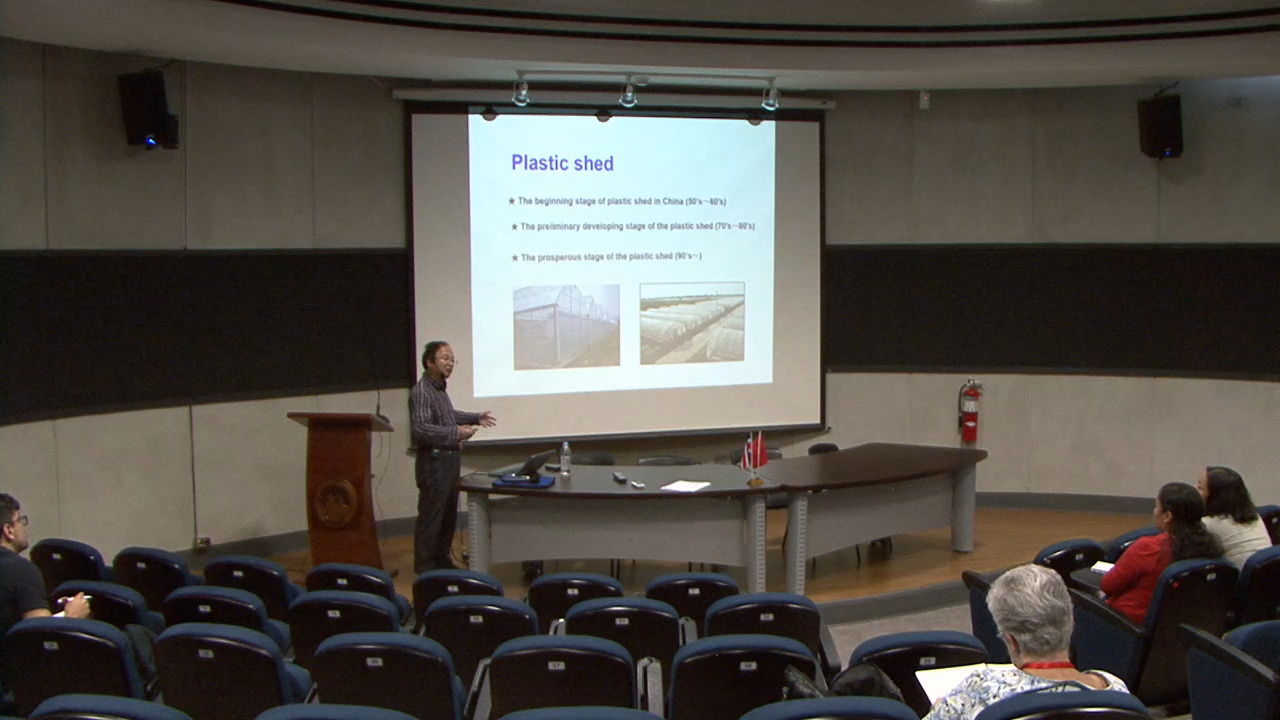 Plastic shed
★ The beginning stage of plastic shed in China (50's～60's)
★ The preliminary developing stage of the plastic shed (70's～80's)
★ The prosperous stage of the plastic shed (90's～)